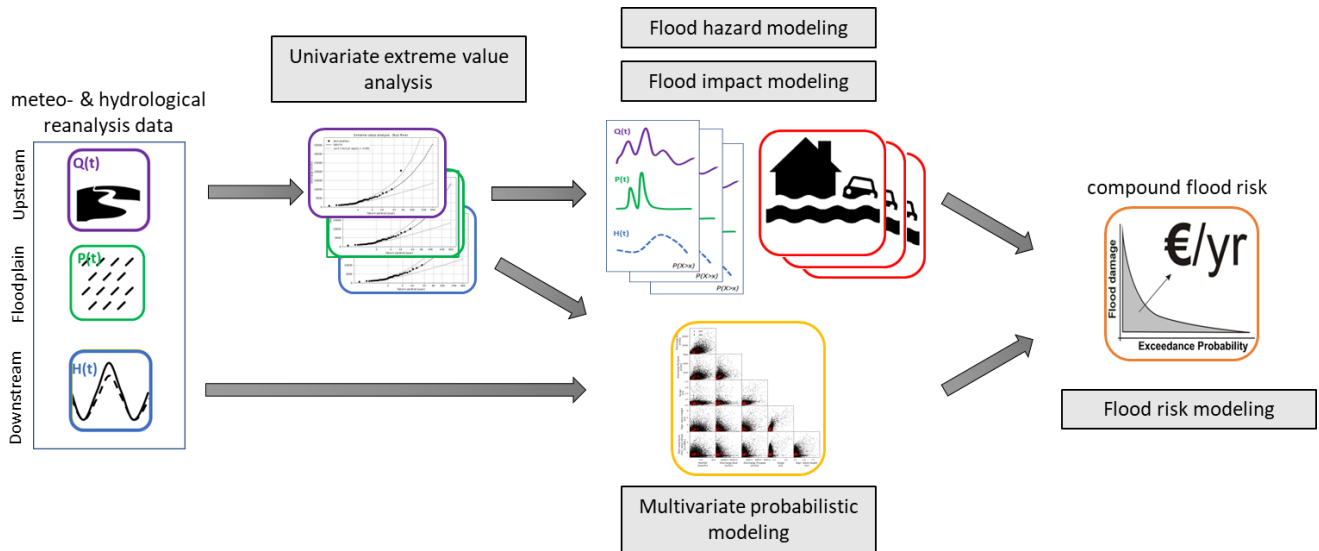 Flood hazard modeling
Univariate extreme value
analysis
Flood impact modeling
meteo- & hydrological
reanalysis data
Upstream
Q(t)
Floodplain
P(t)
Downstream
H(t)
Q(t)
P(t)
H(t)
P(X>x)
P(X>x)
P(X>x)
compound flood risk
€/yr
Flood damage
Exceedance Probability
Flood risk modeling
Multivariate probabilistic
modeling